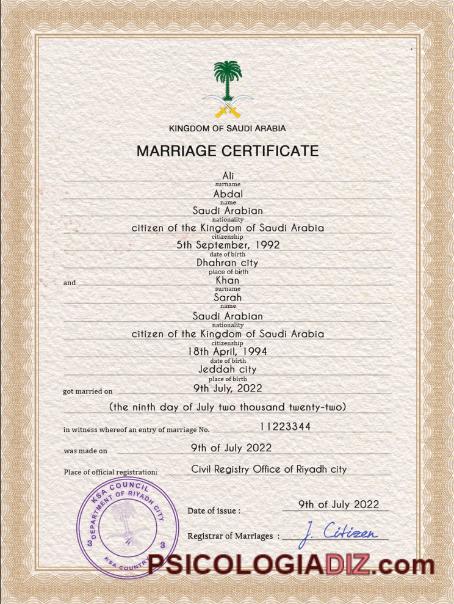 KINGDOM OF SAUDI ARABIA
MARRIAGE CERTIFICATE
Ali
surname
Abdal
name
Saudi Arabian
nationality
citizen of the Kingdom of Saudi Arabia
citizenship
5th September, 1992
date of birth
Dhahran city
place of birth
and Khan
surname
Sarah
name
Saudi Arabian
nationality
citizen of the Kingdom of Saudi Arabia
citizenship
18th April, 1994
date of birth
Jeddah city
place of birth
got married on 9th July, 2022
(the ninth day of July two thousand twenty-two)
in witness whereof an entry of marriage No. 11223344
was made on 9th of July 2022
Place of official registration: Civil Registry Office of Riyadh city
KSA COUNCIL
DEPARTMENT OF RIYADH CITY
3 3
KSA COUNTRY
Date of issue : 9th of July 2022
Registrar of Marriages : J. Citizen
PSICOLOGIADIZ.com